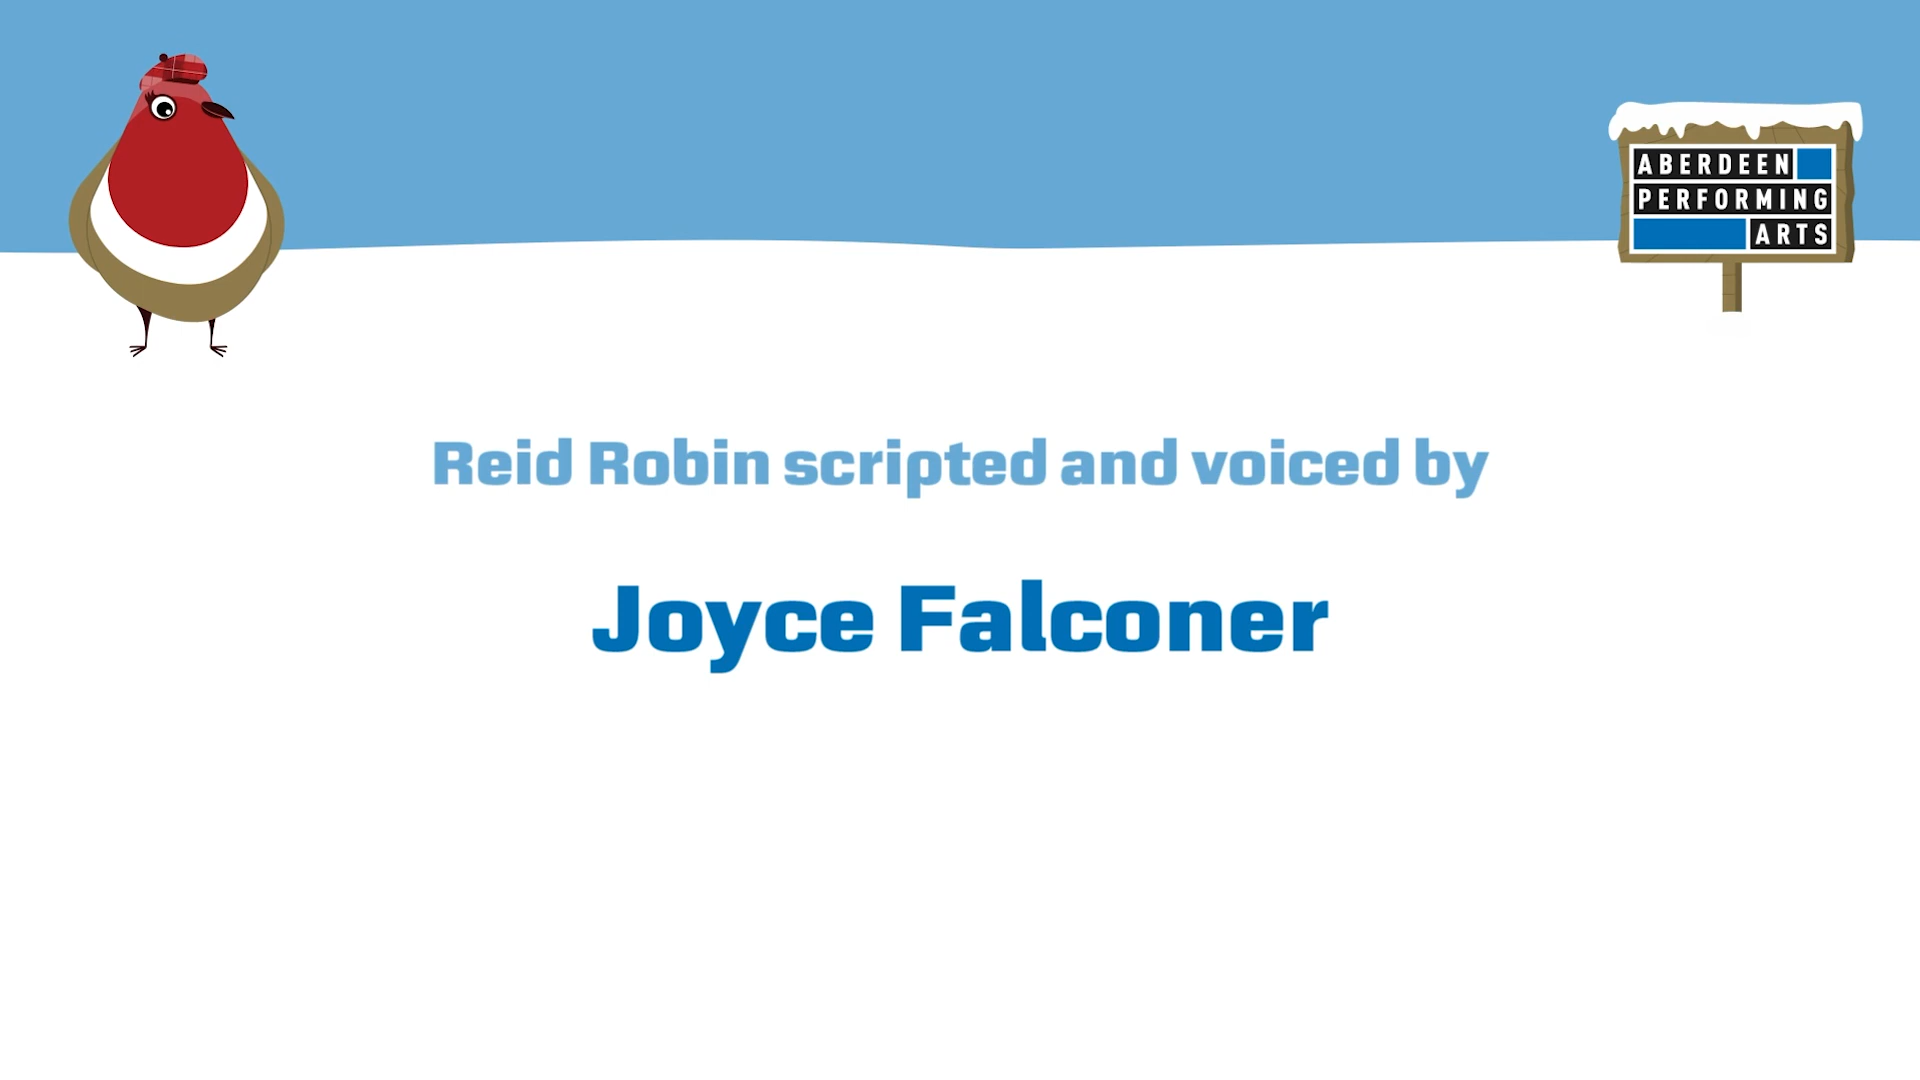 ABERDEEN
PERFORMING
ARTS
Reid Robin scripted and voiced by
Joyce Falconer